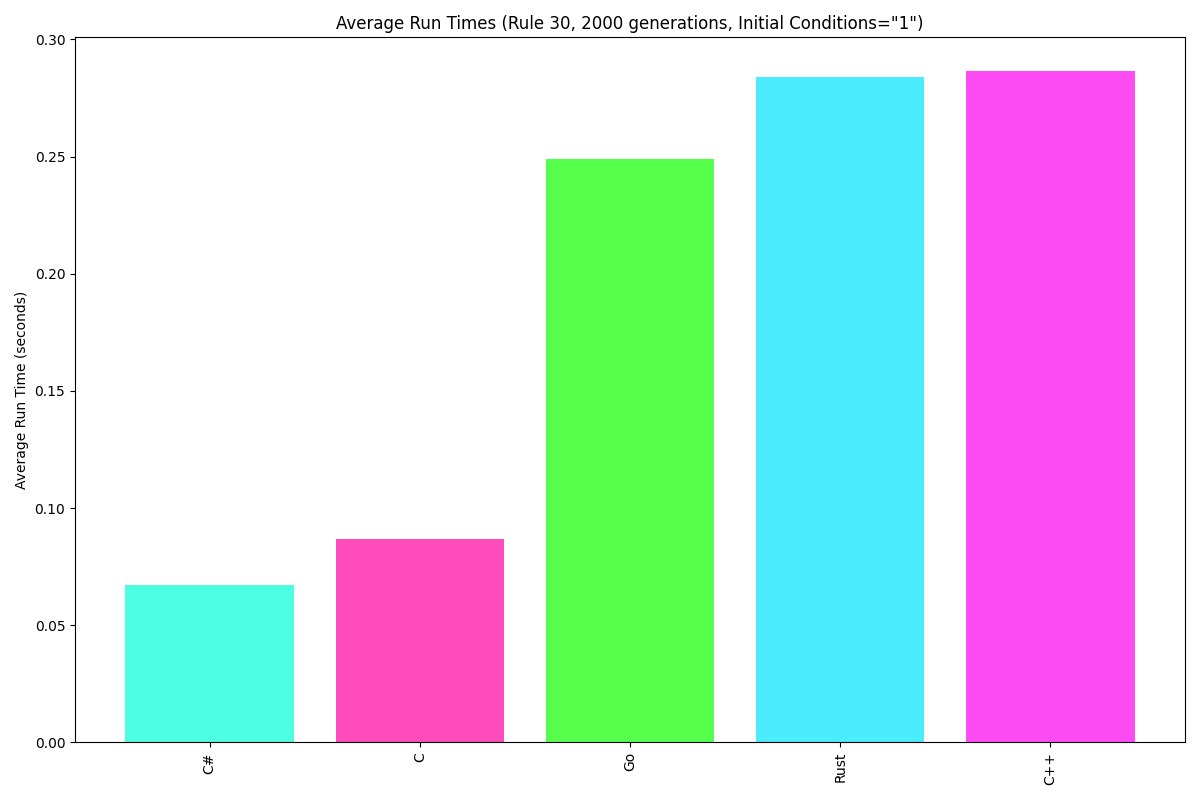 Average Run Times (Rule 30, 2000 generations, Initial Conditions="1")
0.30
0.25
0.20
0.15
0.10
0.05
0.00
Average Run Time (seconds)
C#
C
Go
Rust
C++